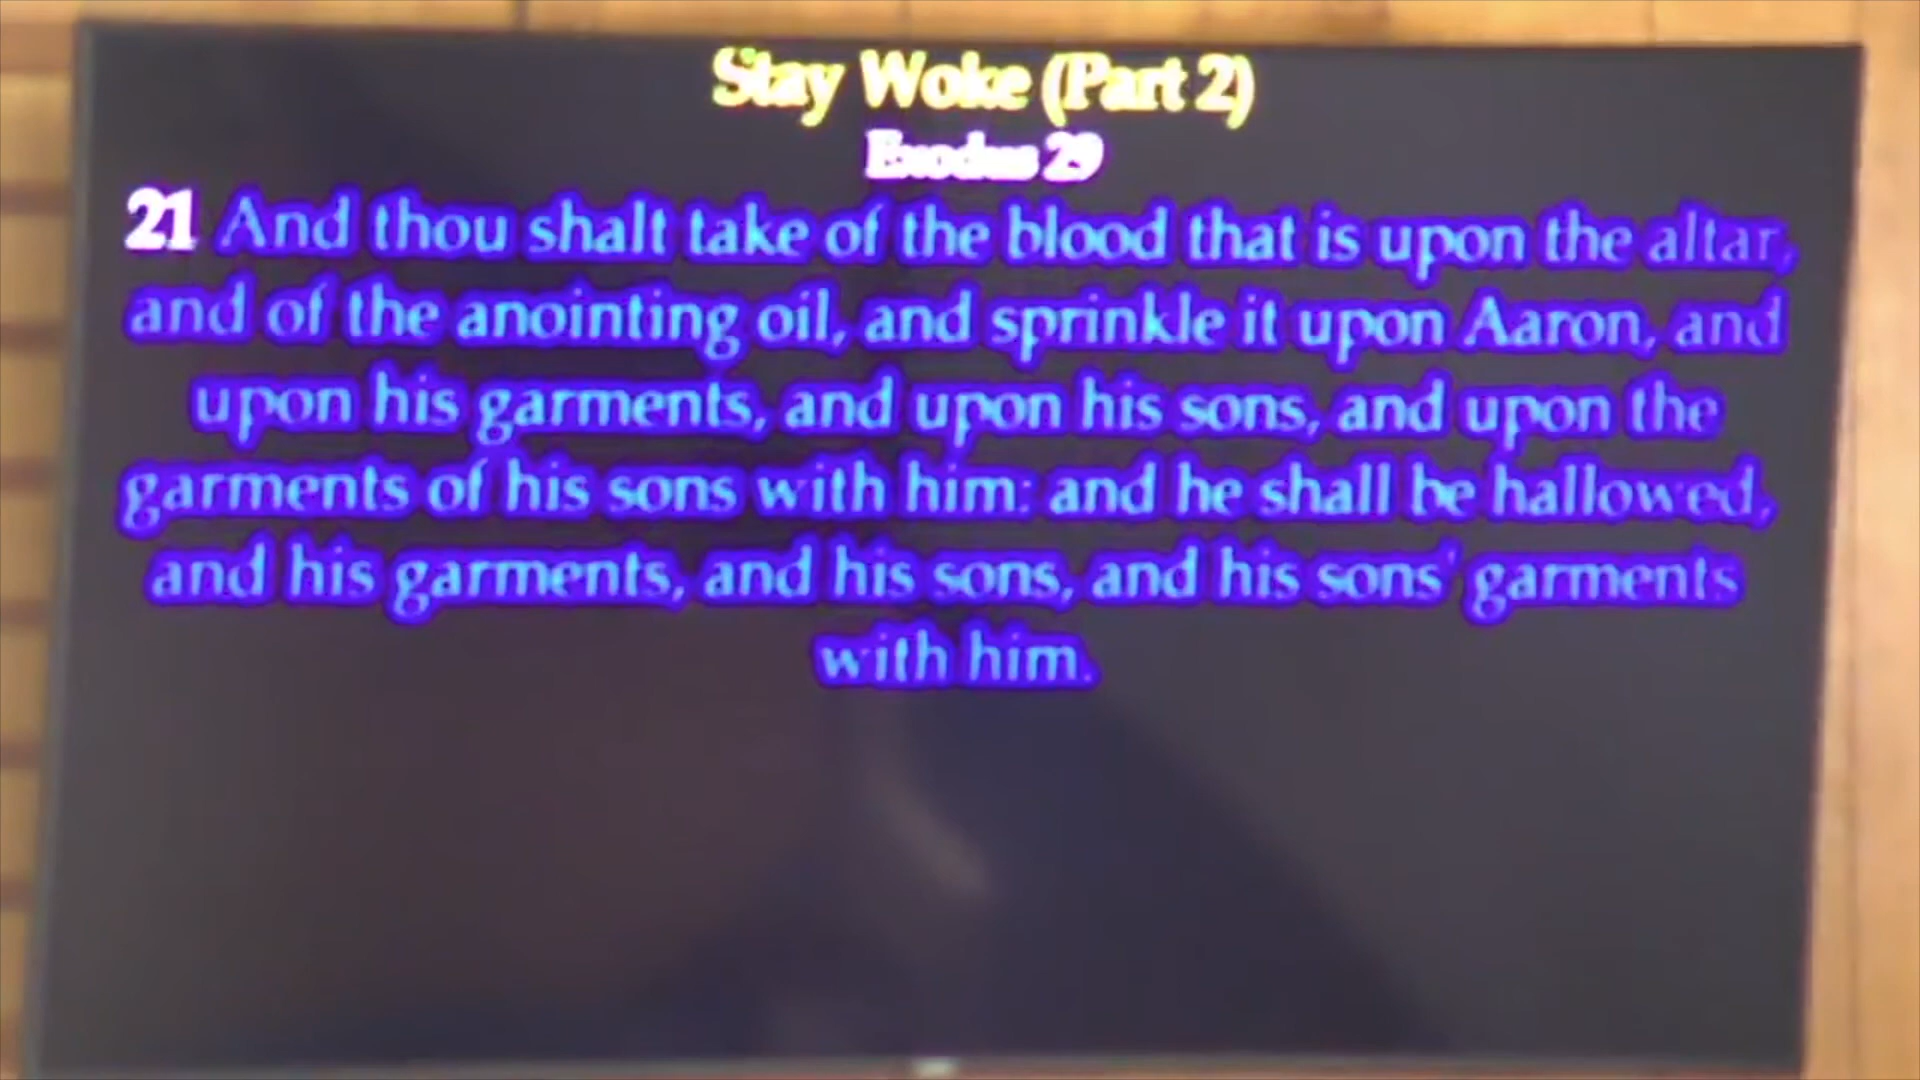 Stay Woke (Part 2)
Exodus 29
21 And thou shalt take of the blood that is upon the altar,
and of the anointing oil, and sprinkle it upon Aaron, and
upon his garments, and upon his sons, and upon the
garments of his sons with him: and he shall be hallowed,
and his garments, and his sons, and his sons' garments
with him.